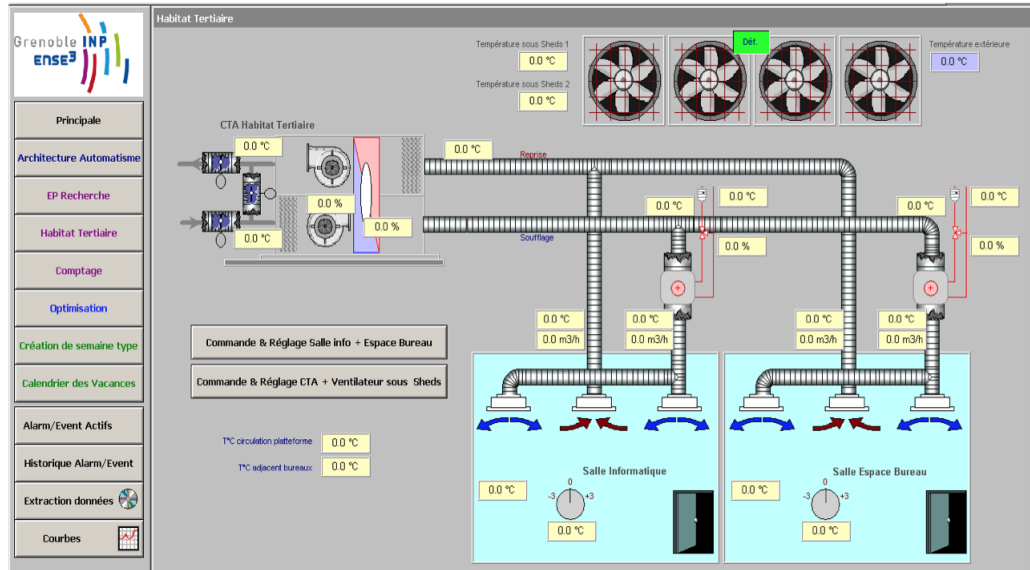 Habitat Tertiaire
Grenoble INP
ENSE3
Principale
Architecture Automatisme
EP Recherche
Habitat Tertiaire
Comptage
Optimisation
Création de semaine type
Calendrier des Vacances
Alarm/Event Actifs
Historique Alarm/Event
Extraction données
Courbes
Température sous Sheds 1
0.0 °C
Température sous Sheds 2
0.0 °C
Déf.
Température extérieure
0.0 °C
CTA Habitat Tertiaire
0.0 °C
0.0 °C
Reprise
0.0 %
0.0 %
0.0 °C
Soufflage
0.0 °C
0.0 °C
0.0 %
0.0 °C
0.0 °C
0.0 %
0.0 °C
0.0 m3/h
0.0 °C
0.0 m3/h
0.0 °C
0.0 m3/h
0.0 °C
0.0 m3/h
Commande & Réglage Salle info + Espace Bureau
Commande & Réglage CTA + Ventilateur sous Sheds
T°C circulation platteforme
0.0 °C
T°C adjacent bureaux
0.0 °C
Salle Informatique
0
-3
+3
0.0 °C
0.0 °C
Salle Espace Bureau
0
-3
+3
0.0 °C
0.0 °C